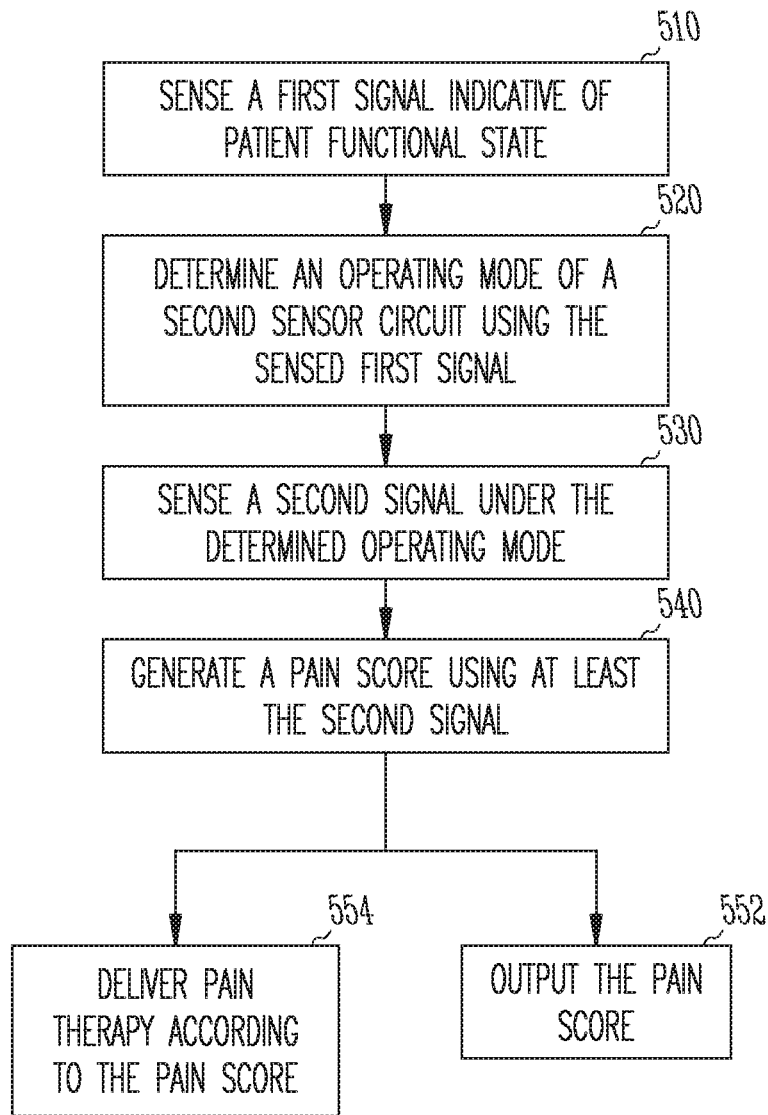 510
SENSE A FIRST SIGNAL INDICATIVE OF
PATIENT FUNCTIONAL STATE
520
DETERMINE AN OPERATING MODE OF A
SECOND SENSOR CIRCUIT USING THE
SENSED FIRST SIGNAL
530
SENSE A SECOND SIGNAL UNDER THE
DETERMINED OPERATING MODE
540
GENERATE A PAIN SCORE USING AT LEAST
THE SECOND SIGNAL
554
DELIVER PAIN
THERAPY ACCORDING
TO THE PAIN SCORE
552
OUTPUT THE PAIN
SCORE